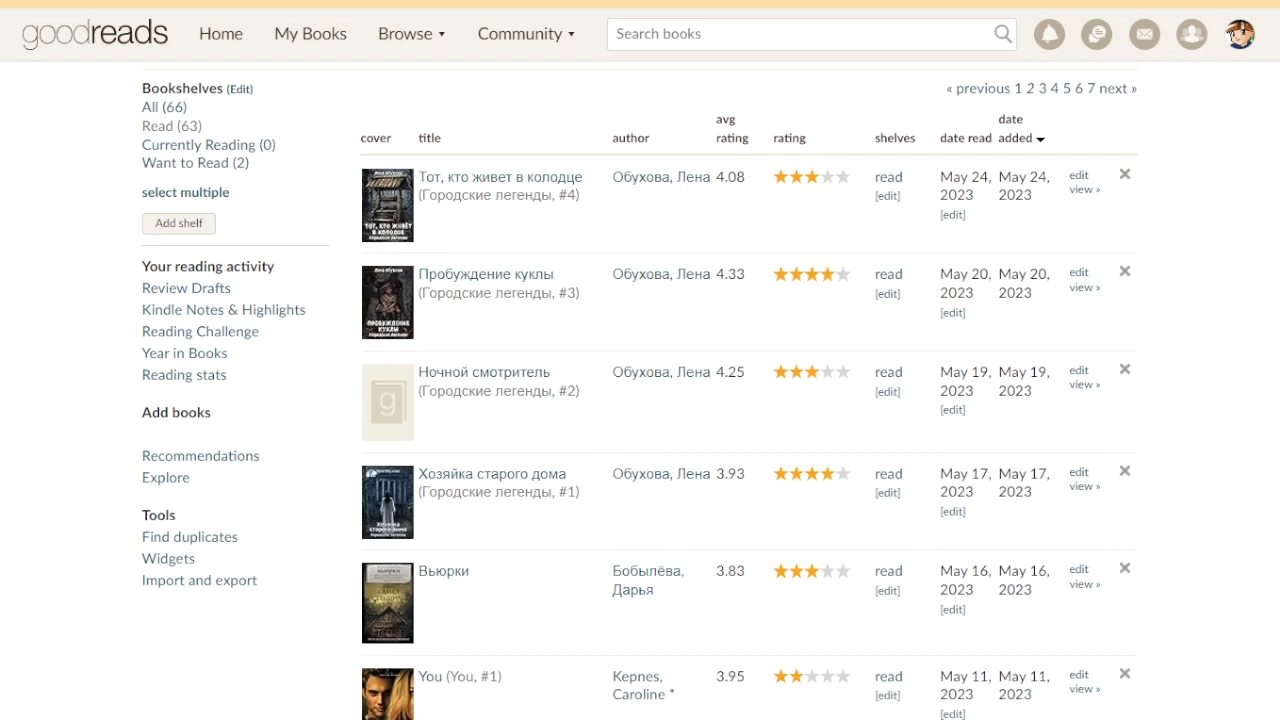 goodreads Home My Books Browse ▾ Community ▾ Search books
Bookshelves (Edit)
All (66)
Read (63)
Currently Reading (0)
Want to Read (2)
select multiple
Add shelf
Your reading activity
Review Drafts
Kindle Notes & Highlights
Reading Challenge
Year in Books
Reading stats
Add books
Recommendations
Explore
Tools
Find duplicates
Widgets
Import and export
« previous 1 2 3 4 5 6 7 next »
cover title author avg rating rating shelves date read date added
Тот, кто живет в колодце Обухова, Лена 4.08 read May 24, May 24, edit
(Городские легенды, #4) [edit] 2023 2023 view »
[edit]
ТОТ, КТО ЖИВЁТ
В КОЛОДЦЕ
Пробуждение куклы Обухова, Лена 4.33 read May 20, May 20, edit
(Городские легенды, #3) [edit] 2023 2023 view »
[edit]
ПРОБУЖДЕНИЕ
КУКЛЫ
Ночной смотритель Обухова, Лена 4.25 read May 19, May 19, edit
(Городские легенды, #2) [edit] 2023 2023 view »
[edit]
g
Хозяйка старого дома Обухова, Лена 3.93 read May 17, May 17, edit
(Городские легенды, #1) [edit] 2023 2023 view »
[edit]
Хозяйка
старого дома
Вьюрки Бобылёва, 3.83 read May 16, May 16, edit
Дарья [edit] 2023 2023 view »
[edit]
You (You, #1) Kepnes, 3.95 read May 11, May 11, edit
Caroline * [edit] 2023 2023 view »
[edit]